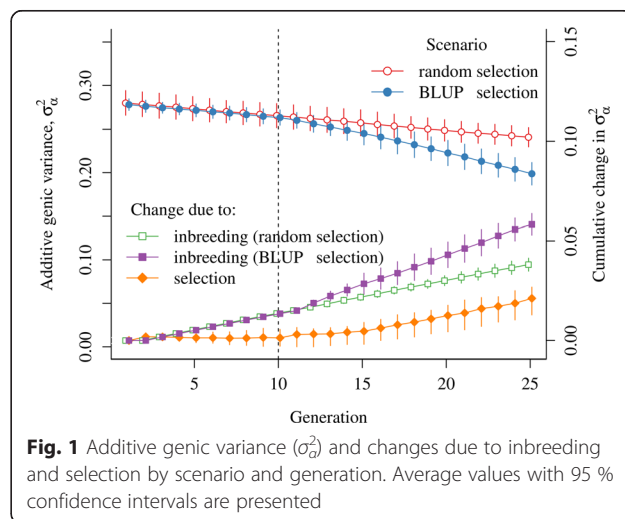 Additive genic variance, σ²α
0.00
0.10
0.20
0.30
Scenario
random selection
BLUP selection
Change due to:
inbreeding (random selection)
inbreeding (BLUP selection)
selection
0.00
0.05
0.10
0.15
Cumulative change in σ²α
5
10
15
20
25
Generation
Fig. 1 Additive genic variance (σ²α) and changes due to inbreeding
and selection by scenario and generation. Average values with 95 %
confidence intervals are presented